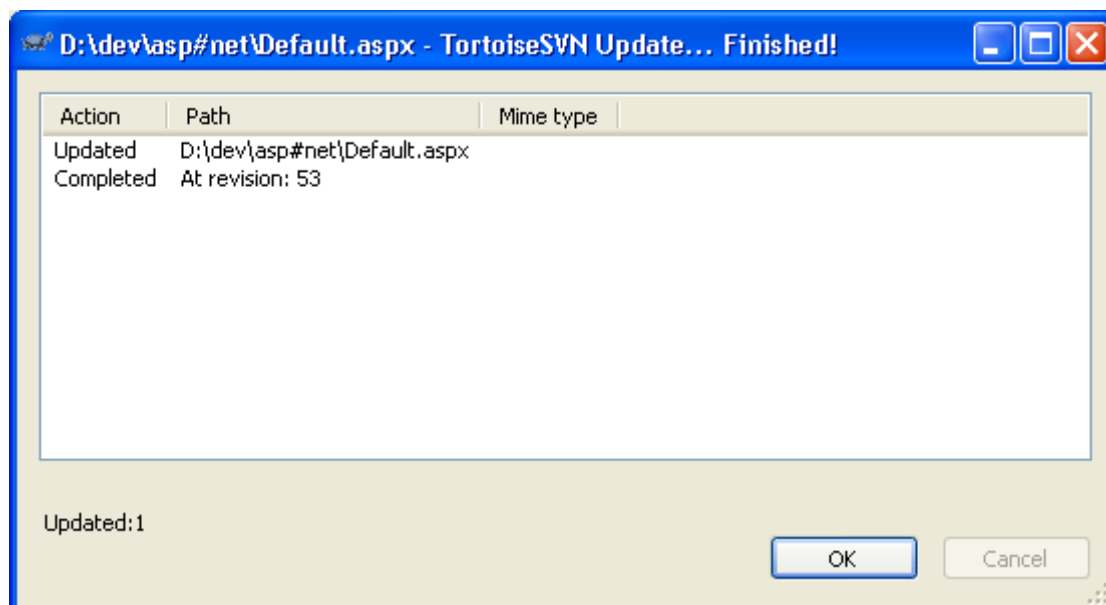 D:\dev\asp#net\Default.aspx - TortoiseSVN Update... Finished!
Action Path Mime type
Updated D:\dev\asp#net\Default.aspx
Completed At revision: 53
Updated:1
OK Cancel